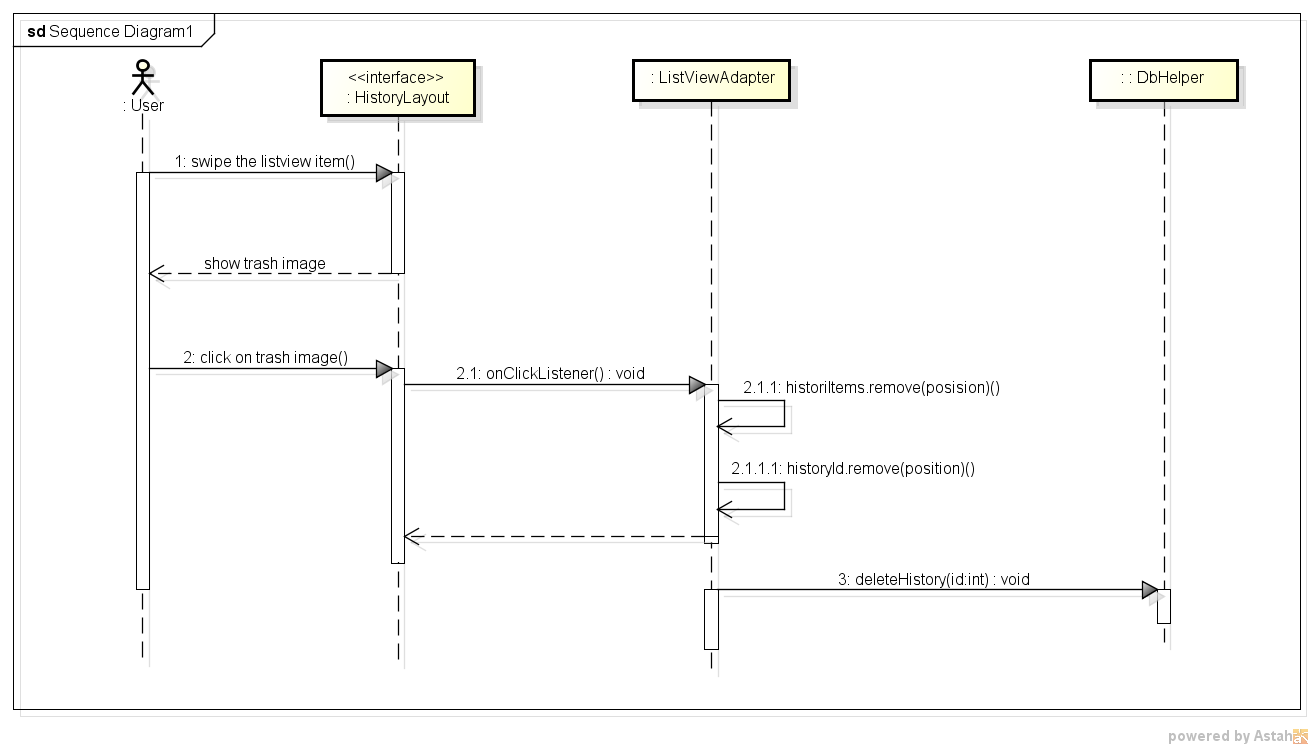 sd Sequence Diagram1
: User
<<interface>>
: HistoryLayout
: ListViewAdapter
: : DbHelper
1: swipe the listview item()
show trash image
2: click on trash image()
2.1: onClickListener() : void
2.1.1: historiItems.remove(posision)()
2.1.1.1: historyId.remove(position)()
3: deleteHistory(id:int) : void
powered by Astah